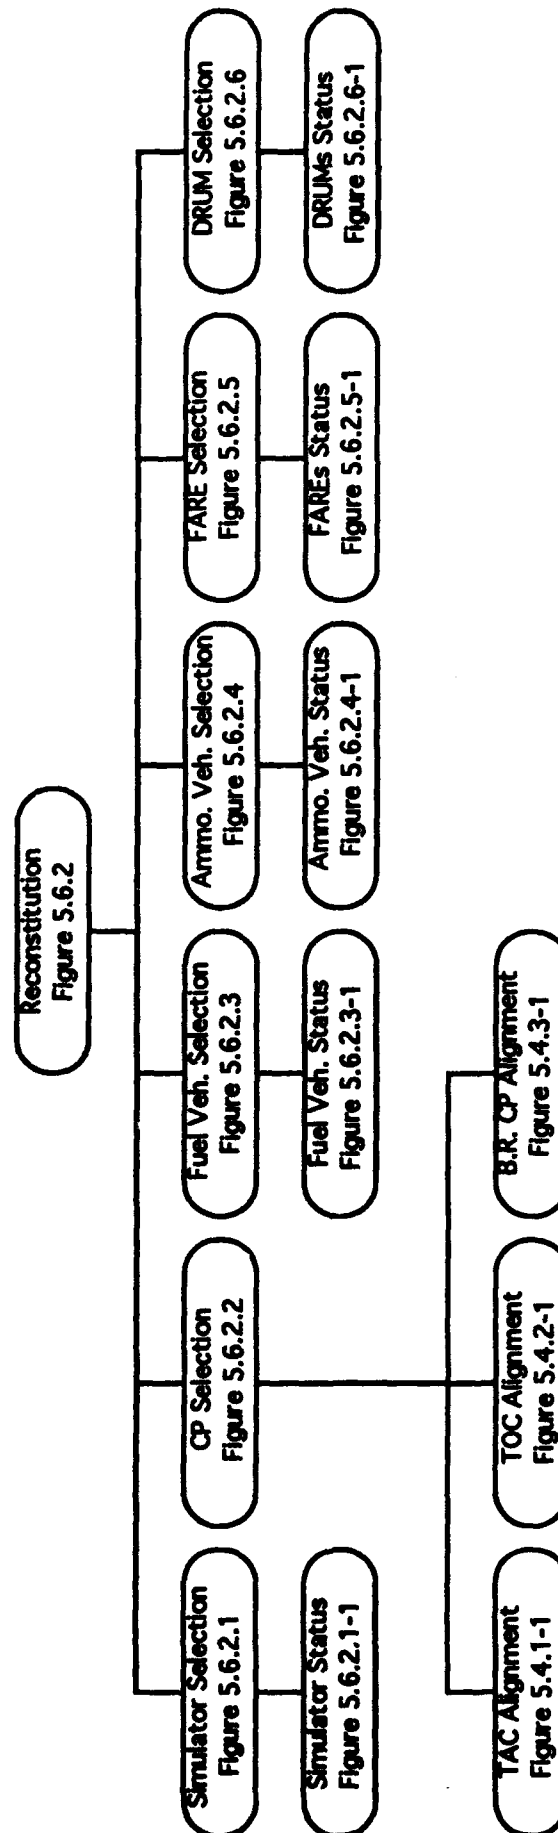 Reconstitution
Figure 5.6.2
Simulator Selection
Figure 5.6.2.1
CP Selection
Figure 5.6.2.2
Fuel Veh. Selection
Figure 5.6.2.3
Ammo. Veh. Selection
Figure 5.6.2.4
FARE Selection
Figure 5.6.2.5
DRUM Selection
Figure 5.6.2.6
Simulator Status
Figure 5.6.2.1-1
Fuel Veh. Status
Figure 5.6.2.3-1
Ammo. Veh. Status
Figure 5.6.2.4-1
FAREs Status
Figure 5.6.2.5-1
DRUMs Status
Figure 5.6.2.6-1
TAC Alignment
Figure 5.4.1-1
TOC Alignment
Figure 5.4.2-1
B.R. CP Alignment
Figure 5.4.3-1